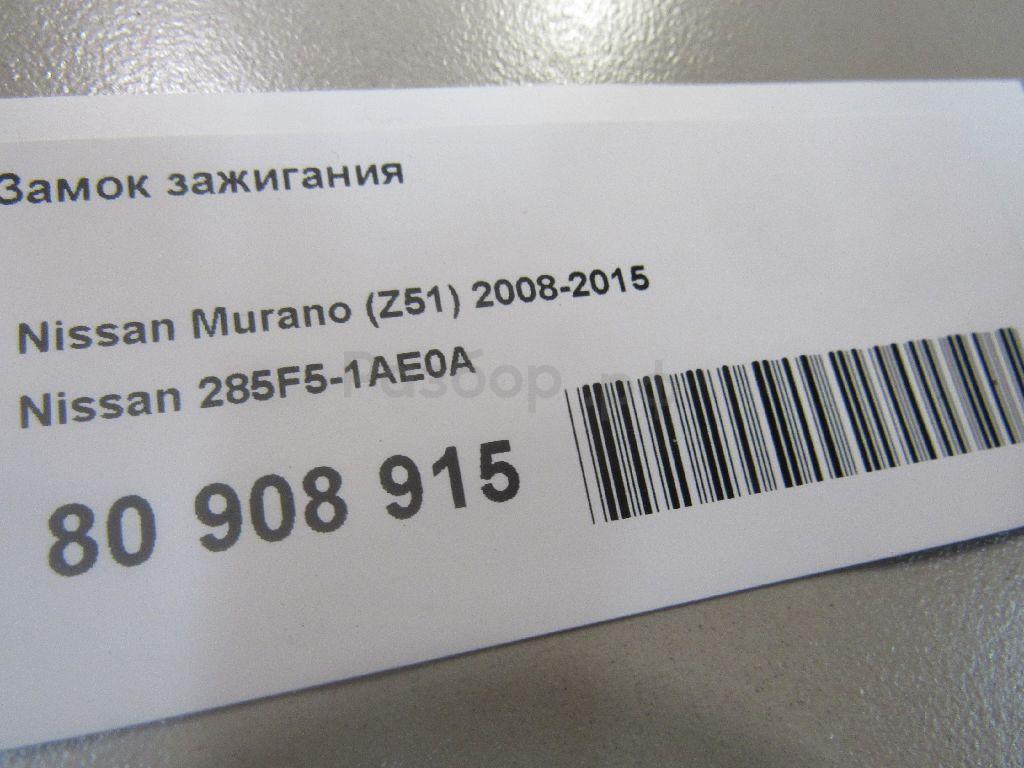 Замок зажигания
Nissan Murano (Z51) 2008-2015
Nissan 285F5-1AE0A
80 908 915